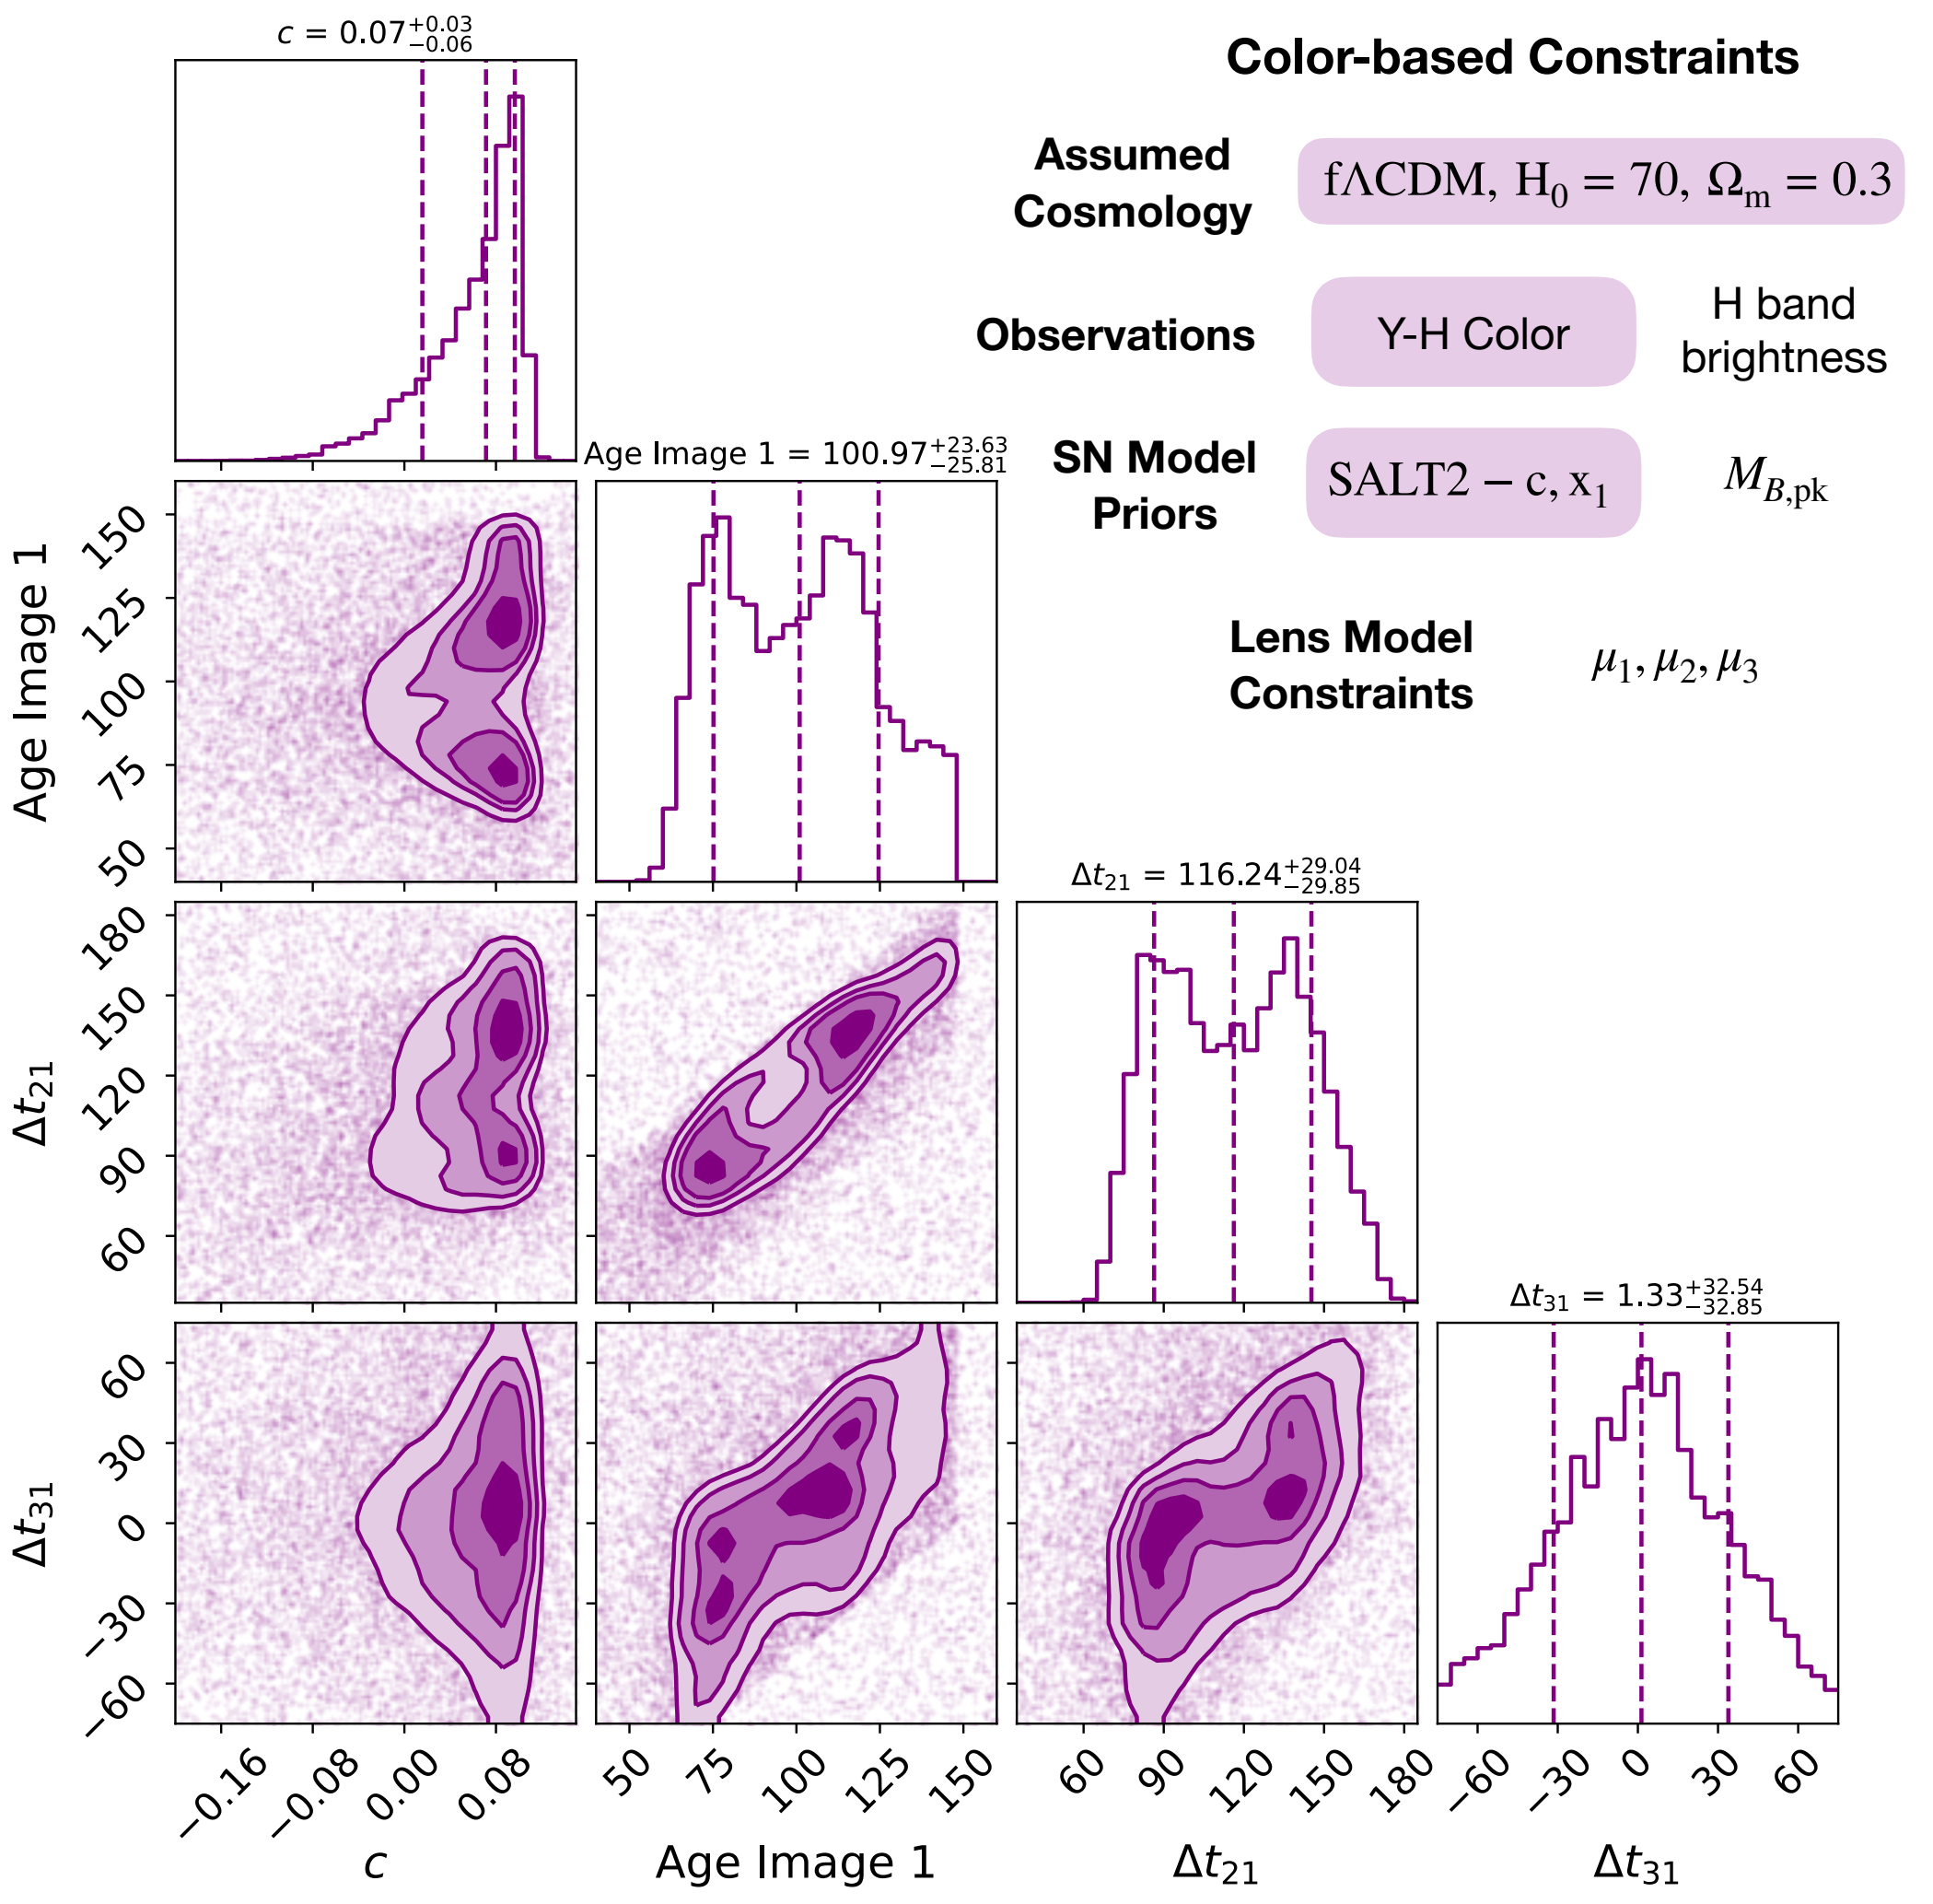 c = 0.07 +0.03 −0.06
Color-based Constraints
Assumed
Cosmology
fΛCDM, H₀ = 70, Ωₘ = 0.3
Observations
Y-H Color
H band
brightness
Age Image 1 = 100.97 +23.63 −25.81
SN Model
Priors
SALT2 − c, x₁
M_B,pk
Lens Model
Constraints
μ₁, μ₂, μ₃
Age Image 1
150
125
100
75
50
Δt₂₁ = 116.24 +29.04 −29.85
Δt₂₁
180
150
120
90
60
Δt₃₁ = 1.33 +32.54 −32.85
Δt₃₁
60
30
0
−30
−60
−0.16 −0.08 0.00 0.08
50 75 100 125 150
60 90 120 150 180
−60 −30 0 30 60
c
Age Image 1
Δt₂₁
Δt₃₁